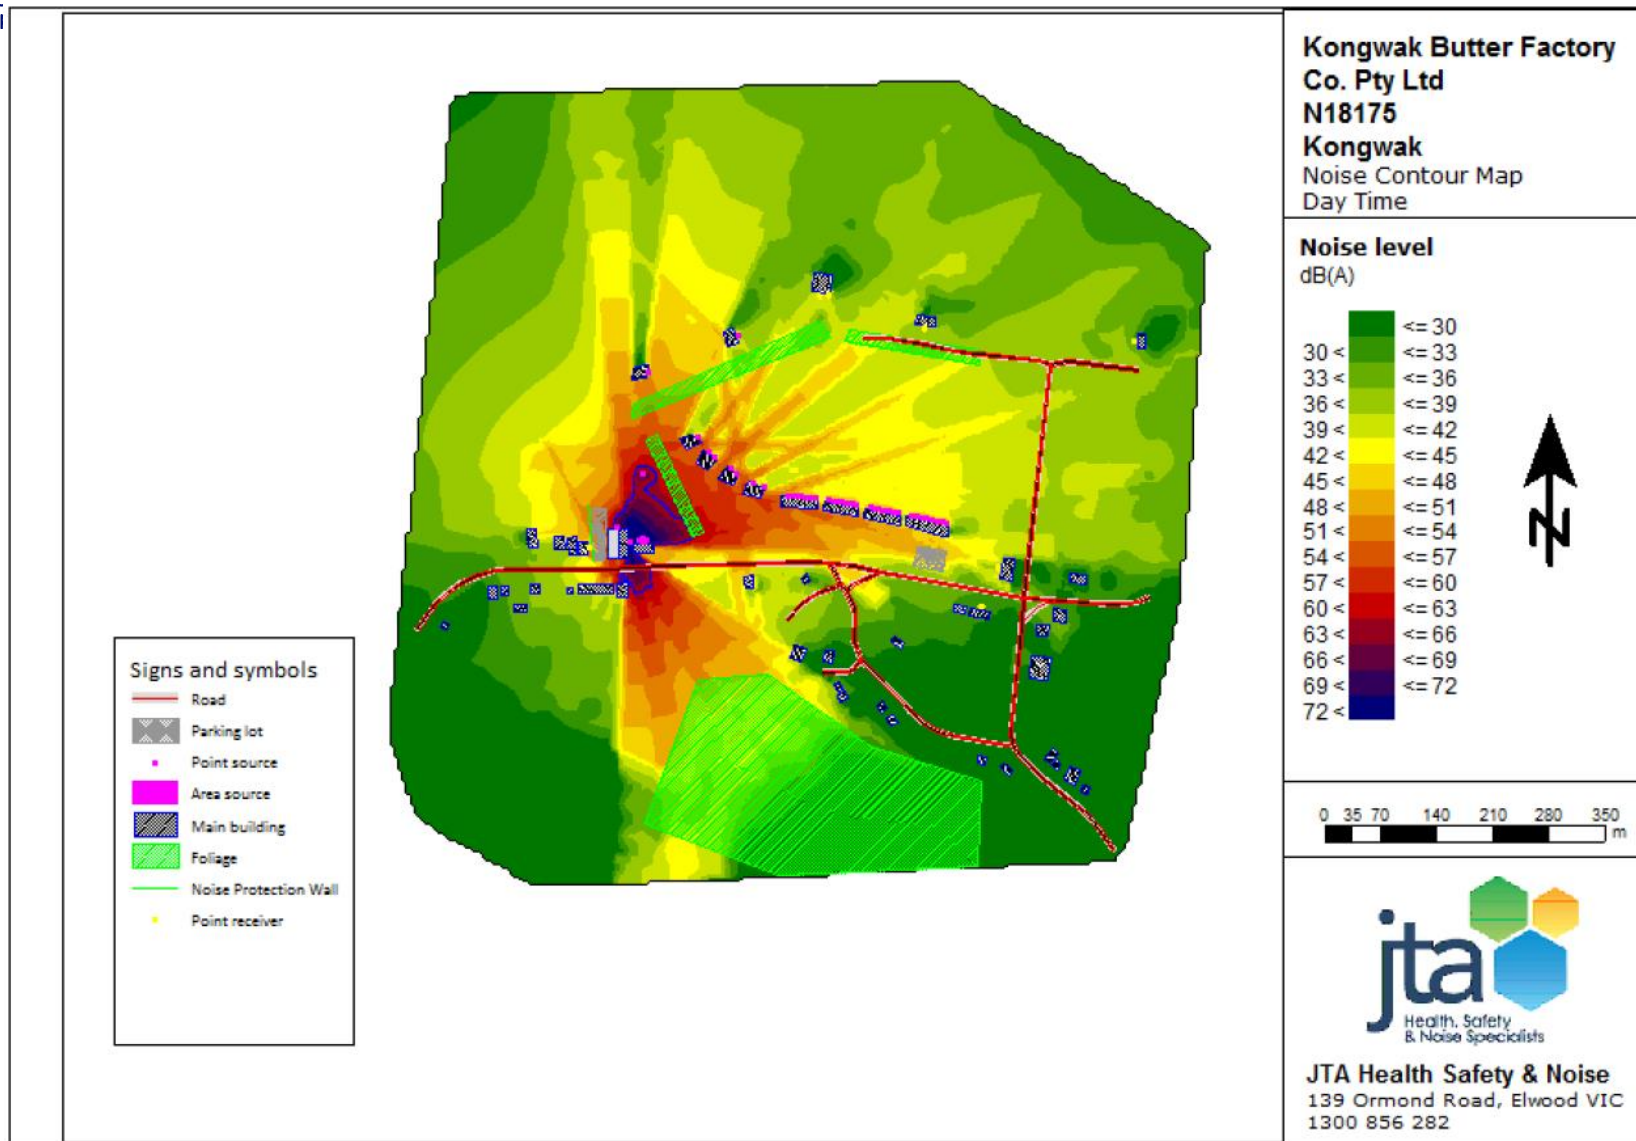 Kongwak Butter Factory
Co. Pty Ltd
N18175
Kongwak
Noise Contour Map
Day Time
Noise level
dB(A)
<= 30
30 < <= 33
33 < <= 36
36 < <= 39
39 < <= 42
42 < <= 45
45 < <= 48
48 < <= 51
51 < <= 54
54 < <= 57
57 < <= 60
60 < <= 63
63 < <= 66
66 < <= 69
69 < <= 72
72 <
N
Signs and symbols
Road
Parking lot
Point source
Area source
Main building
Foliage
Noise Protection Wall
Point receiver
0 35 70 140 210 280 350
m
jta
Health, Safety
& Noise Specialists
JTA Health Safety & Noise
139 Ormond Road, Elwood VIC
1300 856 282